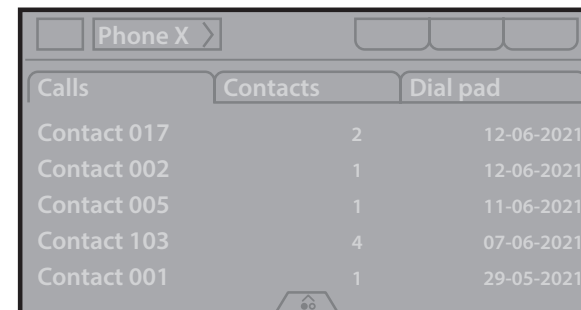 Phone X
Calls Contacts Dial pad
Contact 017 2 12-06-2021
Contact 002 1 12-06-2021
Contact 005 1 11-06-2021
Contact 103 4 07-06-2021
Contact 001 1 29-05-2021